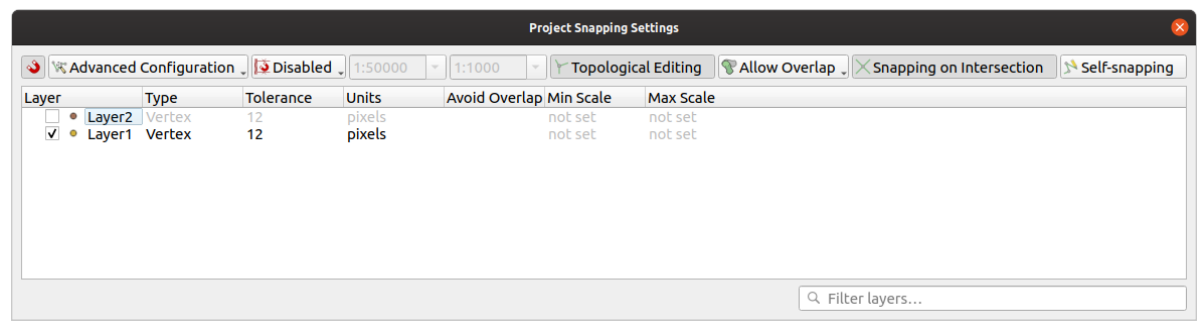 Project Snapping Settings
Advanced Configuration Disabled 1:50000 1:1000 Topological Editing Allow Overlap Snapping on Intersection Self-snapping
Layer Type Tolerance Units Avoid Overlap Min Scale Max Scale
Layer2 Vertex 12 pixels not set not set
Layer1 Vertex 12 pixels not set not set
Filter layers...